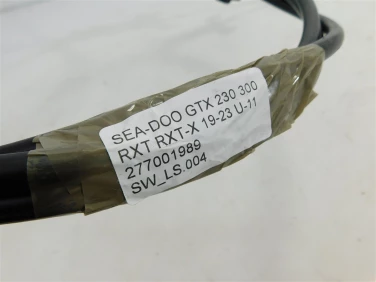 SEA-DOO GTX 230 300
RXT RXT-X 19-23 U-11
277001989
SW_LS.004